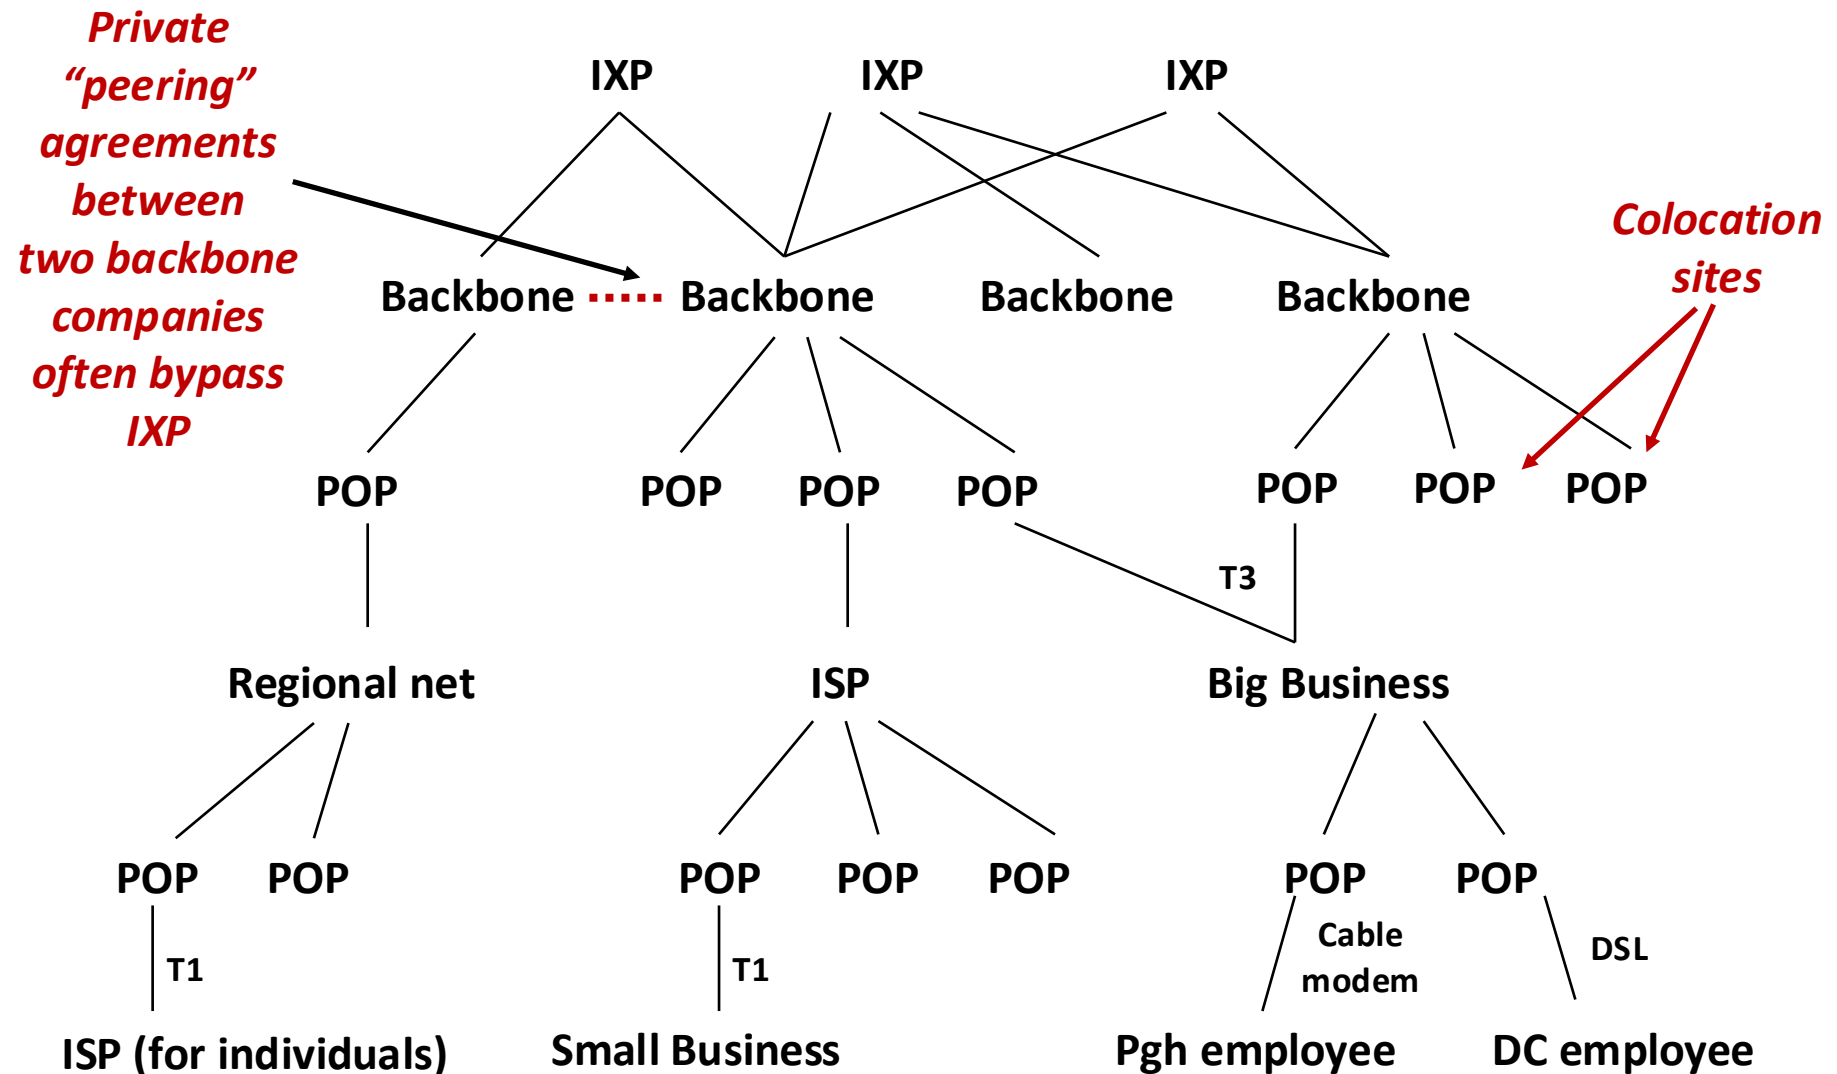 Private
“peering”
agreements
between
two backbone
companies
often bypass
IXP
IXP IXP IXP
Colocation
sites
Backbone Backbone Backbone Backbone
POP POP POP POP POP POP POP
T3
Regional net ISP Big Business
POP POP POP POP POP POP POP
T1 T1 Cable
modem DSL
ISP (for individuals) Small Business Pgh employee DC employee